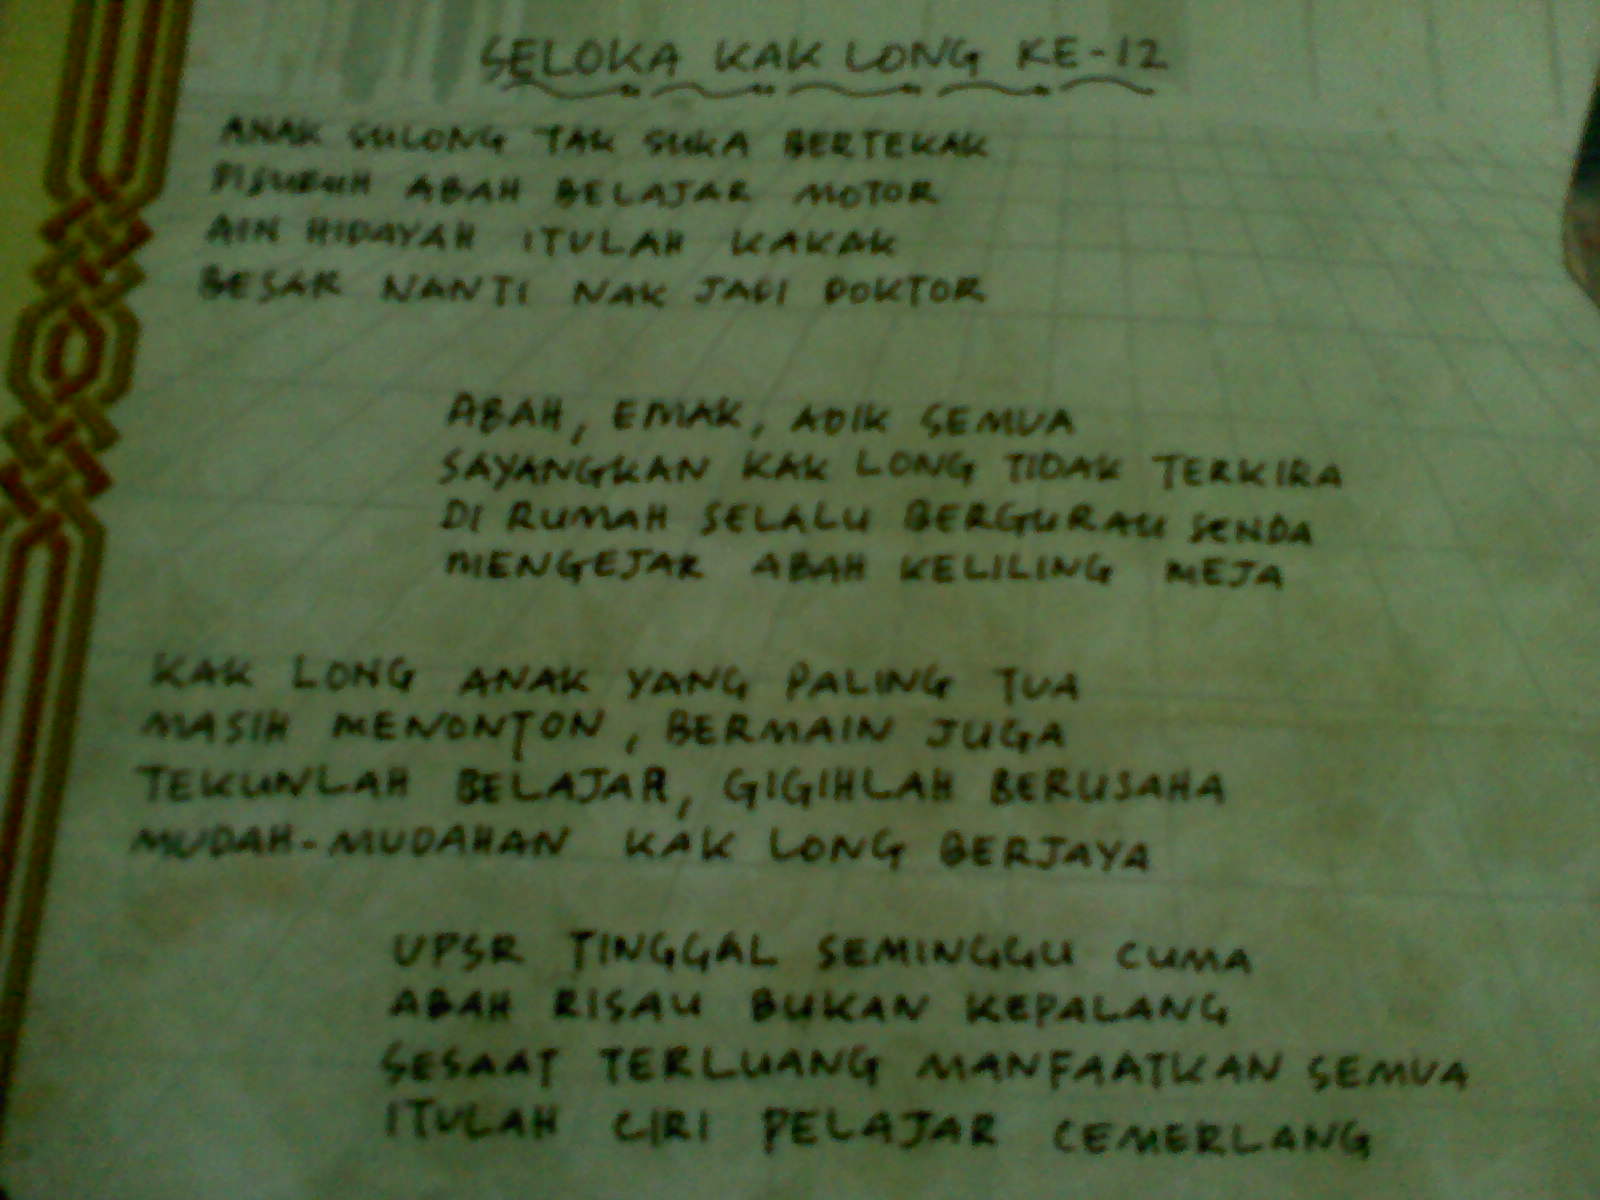 SELOKA KAK LONG KE-12
ANAK SULONG TAK SUKA BERTEKAK
DISURUH ABAH BELAJAR MOTOR
AIN HIDAYAH ITULAH KAKAK
BESAR NANTI NAK JADI DOKTOR
ABAH, EMAK, ADIK SEMUA
SAYANGKAN KAK LONG TIDAK TERKIRA
DI RUMAH SELALU BERGURAU SENDA
MENGEJAR ABAH KELILING MEJA
KAK LONG ANAK YANG PALING TUA
MASIH MENONTON, BERMAIN JUGA
TEKUNLAH BELAJAR, GIGIHLAH BERUSAHA
MUDAH-MUDAHAN KAK LONG BERJAYA
UPSR TINGGAL SEMINGGU CUMA
ABAH RISAU BUKAN KEPALANG
SESAAT TERLUANG MANFAATKAN SEMUA
ITULAH CIRI PELAJAR CEMERLANG